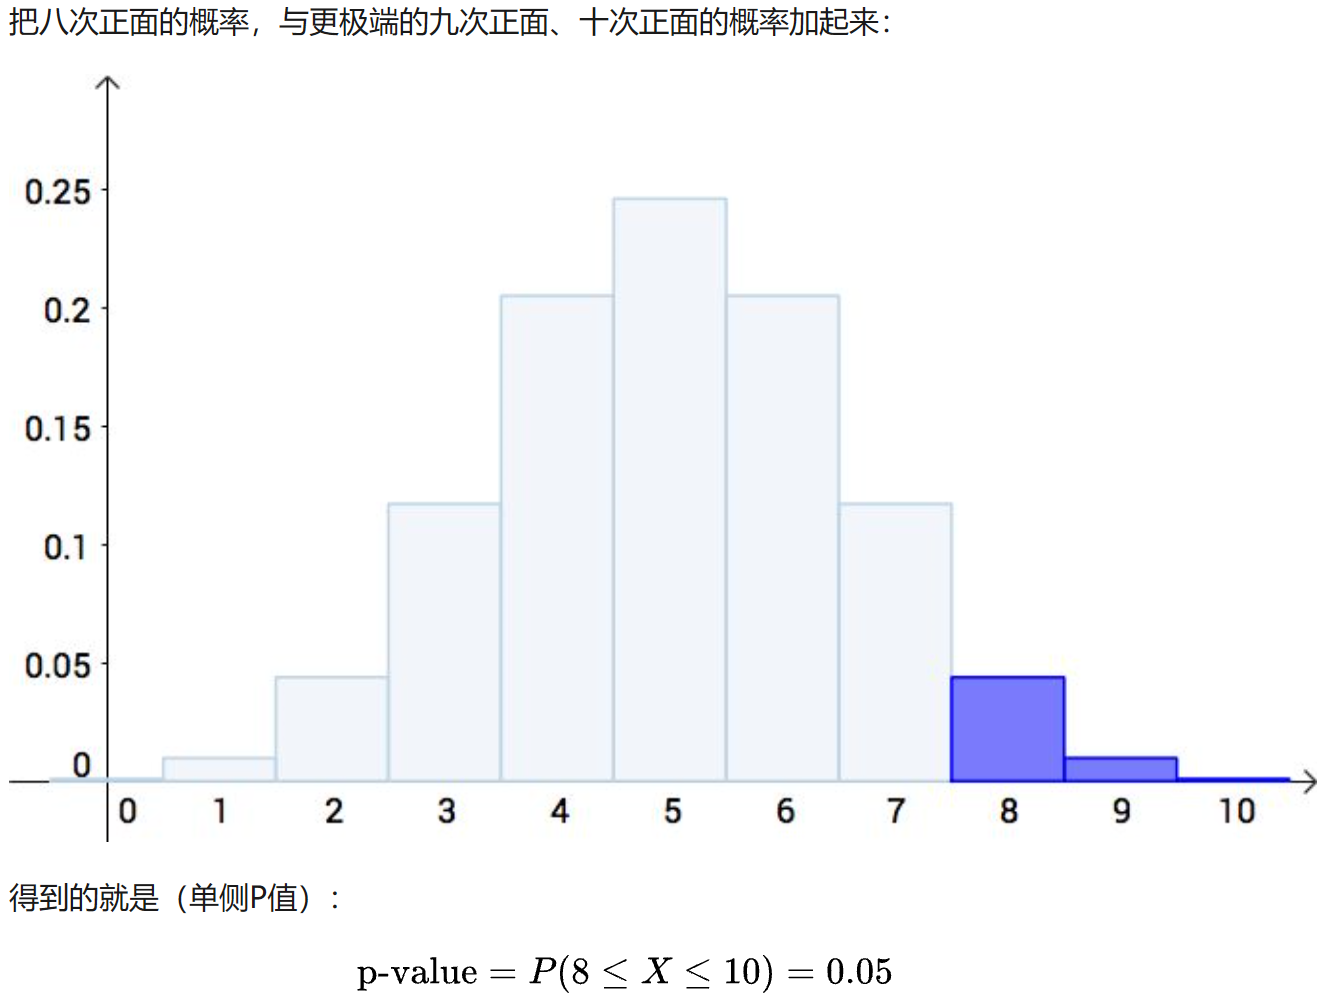 把八次正面的概率，与更极端的九次正面、十次正面的概率加起来：
0.25
0.2
0.15
0.1
0.05
0
0 1 2 3 4 5 6 7 8 9 10
得到的就是（单侧P值）：
p-value = P(8 ≤ X ≤ 10) = 0.05